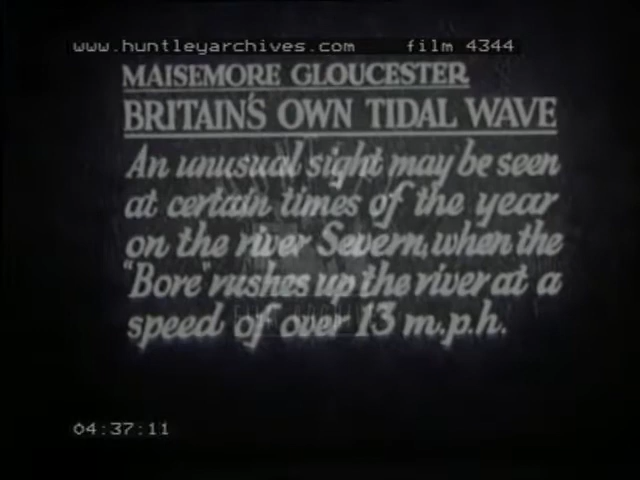 www.huntleyarchives.com film 4344
MAISEMORE GLOUCESTER
BRITAIN'S OWN TIDAL WAVE
An unusual sight may be seen
at certain times of the year
on the river Severn, when the
"Bore" rushes up the river at a
speed of over 13 m.p.h.
04:37:11